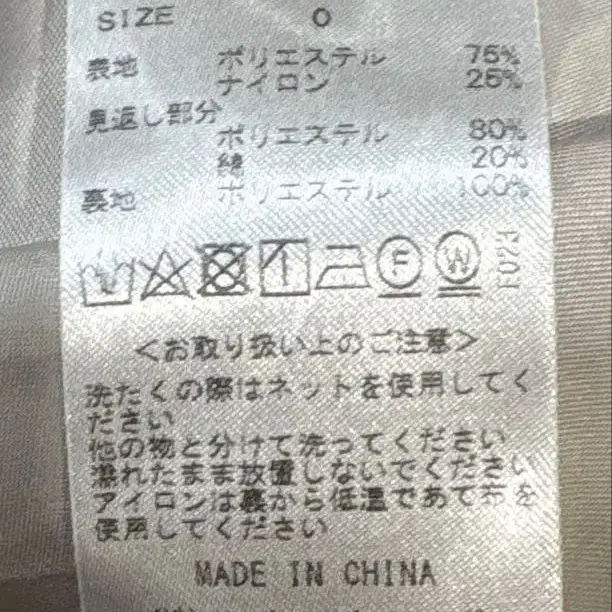 SIZE 0
表地 ポリエステル 75%
ナイロン 25%
見返し部分
ポリエステル 80%
綿 20%
裏地 ポリエステル 100%
F
W
＜お取り扱い上のご注意＞
洗たくの際はネットを使用してく
ださい
他の物と分けて洗ってください
濡れたまま放置しないでください
アイロンは裏から低温であて布を
使用してください
MADE IN CHINA